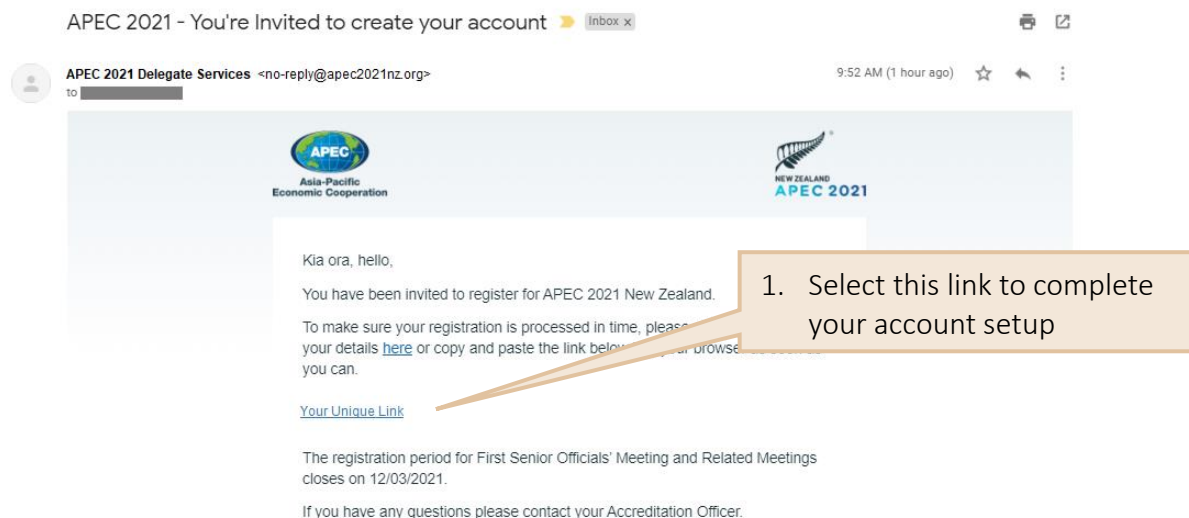 APEC 2021 - You're Invited to create your account Inbox x
APEC 2021 Delegate Services <no-reply@apec2021nz.org> 9:52 AM (1 hour ago)
to
APEC
Asia-Pacific
Economic Cooperation
NEW ZEALAND
APEC 2021
Kia ora, hello,
You have been invited to register for APEC 2021 New Zealand.
1. Select this link to complete
your account setup
To make sure your registration is processed in time, please
your details here or copy and paste the link below browser
you can.
Your Unique Link
The registration period for First Senior Officials' Meeting and Related Meetings
closes on 12/03/2021.
If you have any questions please contact your Accreditation Officer.